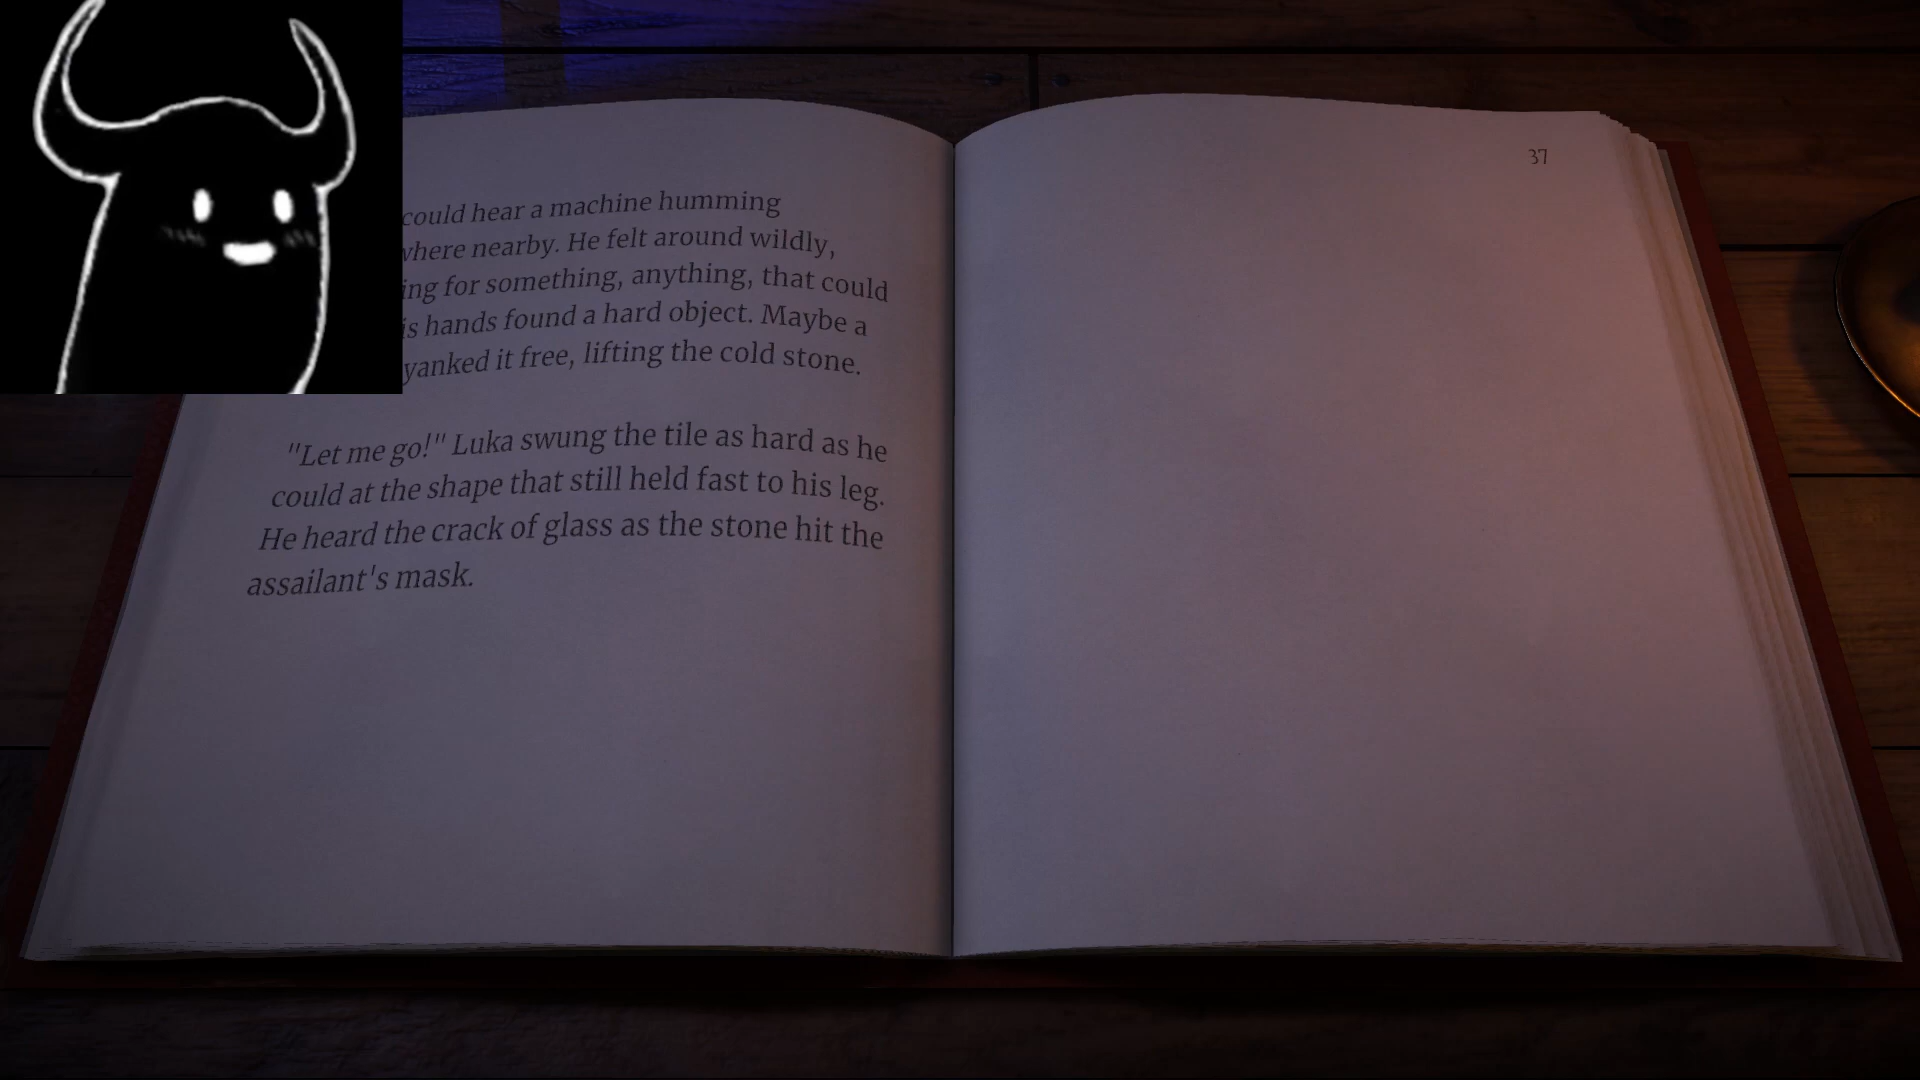 could hear a machine humming
where nearby. He felt around wildly,
ing for something, anything, that could
is hands found a hard object. Maybe a
yanked it free, lifting the cold stone.
"Let me go!" Luka swung the tile as hard as he
could at the shape that still held fast to his leg.
He heard the crack of glass as the stone hit the
assailant's mask.
37